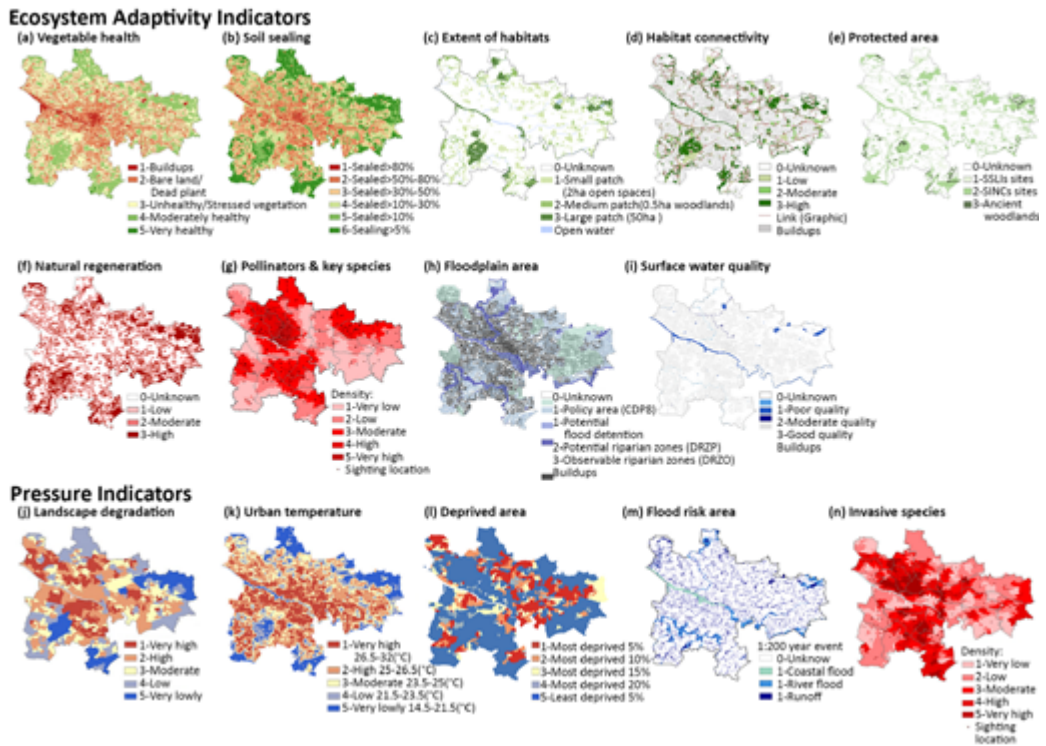 Ecosystem Adaptivity Indicators
(a) Vegetable health
1-Buildups
2-Bare land/
Dead plant
3-Unhealthy/Stressed vegetation
4-Moderately healthy
5-Very healthy
(b) Soil sealing
1-Sealed>80%
2-Sealed>50%-80%
3-Sealed>30%-50%
4-Sealed>10%-30%
5-Sealed>10%
6-Sealing>5%
(c) Extent of habitats
0-Unknown
1-Small patch
(2ha open spaces)
2-Medium patch(0.5ha woodlands)
3-Large patch (50ha )
Open water
(d) Habitat connectivity
0-Unknown
1-Low
2-Moderate
3-High
Link (Graphic)
Buildups
(e) Protected area
0-Unknown
1-SSLIs sites
2-SINCs sites
3-Ancient
woodlands
(f) Natural regeneration
0-Unknown
1-Low
2-Moderate
3-High
(g) Pollinators & key species
Density:
1-Very low
2-Low
3-Moderate
4-High
5-Very high
· Sighting location
(h) Floodplain area
0-Unknown
1-Policy area (CDP8)
1-Potential
flood detention
2-Potential riparian zones (DRZP)
3-Observable riparian zones (DRZO)
Buildups
(i) Surface water quality
0-Unknown
1-Poor quality
2-Moderate quality
3-Good quality
Buildups
Pressure Indicators
(j) Landscape degradation
1-Very high
2-High
3-Moderate
4-Low
5-Very lowly
(k) Urban temperature
1-Very high
26.5-32(°C)
2-High 25-26.5(°C)
3-Moderate 23.5-25(°C)
4-Low 21.5-23.5(°C)
5-Very lowly 14.5-21.5(°C)
(l) Deprived area
1-Most deprived 5%
2-Most deprived 10%
3-Most deprived 15%
4-Most deprived 20%
5-Least deprived 5%
(m) Flood risk area
1:200 year event
0-Unknow
1-Coastal flood
1-River flood
1-Runoff
(n) Invasive species
Density:
1-Very low
2-Low
3-Moderate
4-High
5-Very high
· Sighting
location